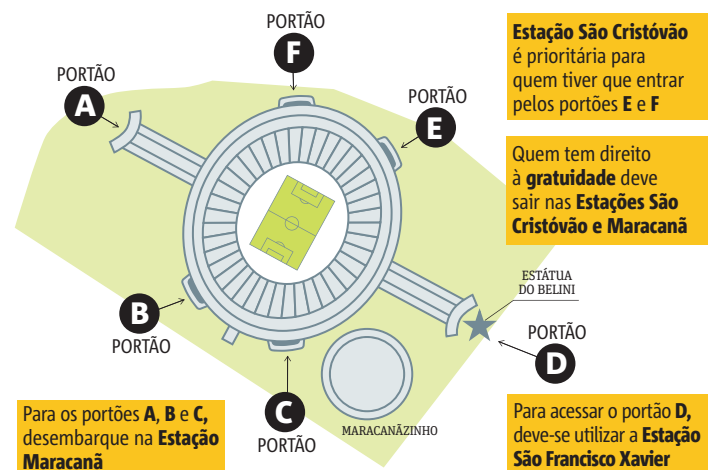 PORTÃO
F
Estação São Cristóvão
é prioritária para
quem tiver que entrar
pelos portões E e F
PORTÃO
A
PORTÃO
E
Quem tem direito
à gratuidade deve
sair nas Estações São
Cristóvão e Maracanã
ESTÁTUA
DO BELINI
B
PORTÃO
PORTÃO
D
C
PORTÃO
MARACANÃZINHO
Para os portões A, B e C,
desembarque na Estação
Maracanã
Para acessar o portão D,
deve-se utilizar a Estação
São Francisco Xavier